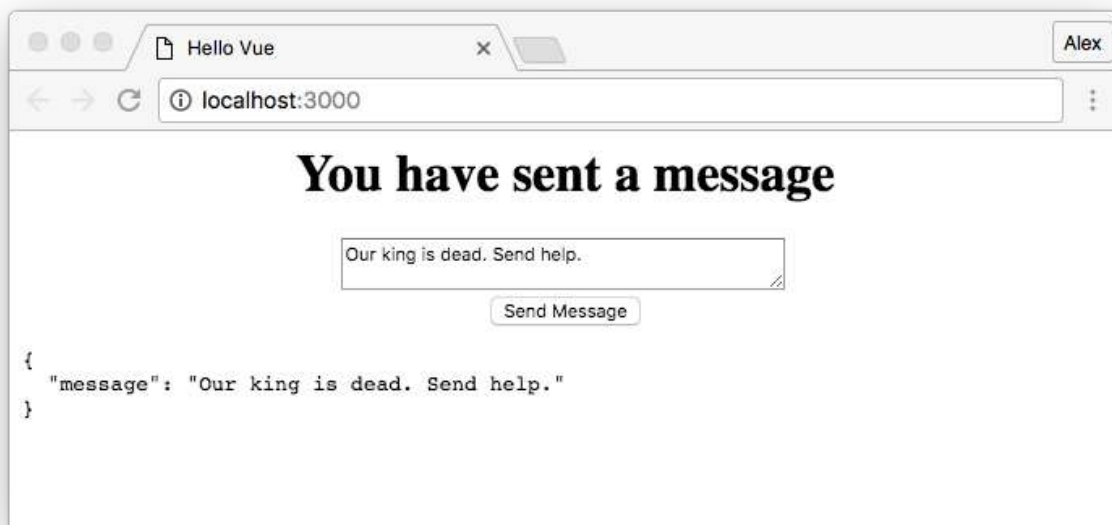 Hello Vue
Alex
localhost:3000
You have sent a message
Our king is dead. Send help.
Send Message
{
"message": "Our king is dead. Send help."
}